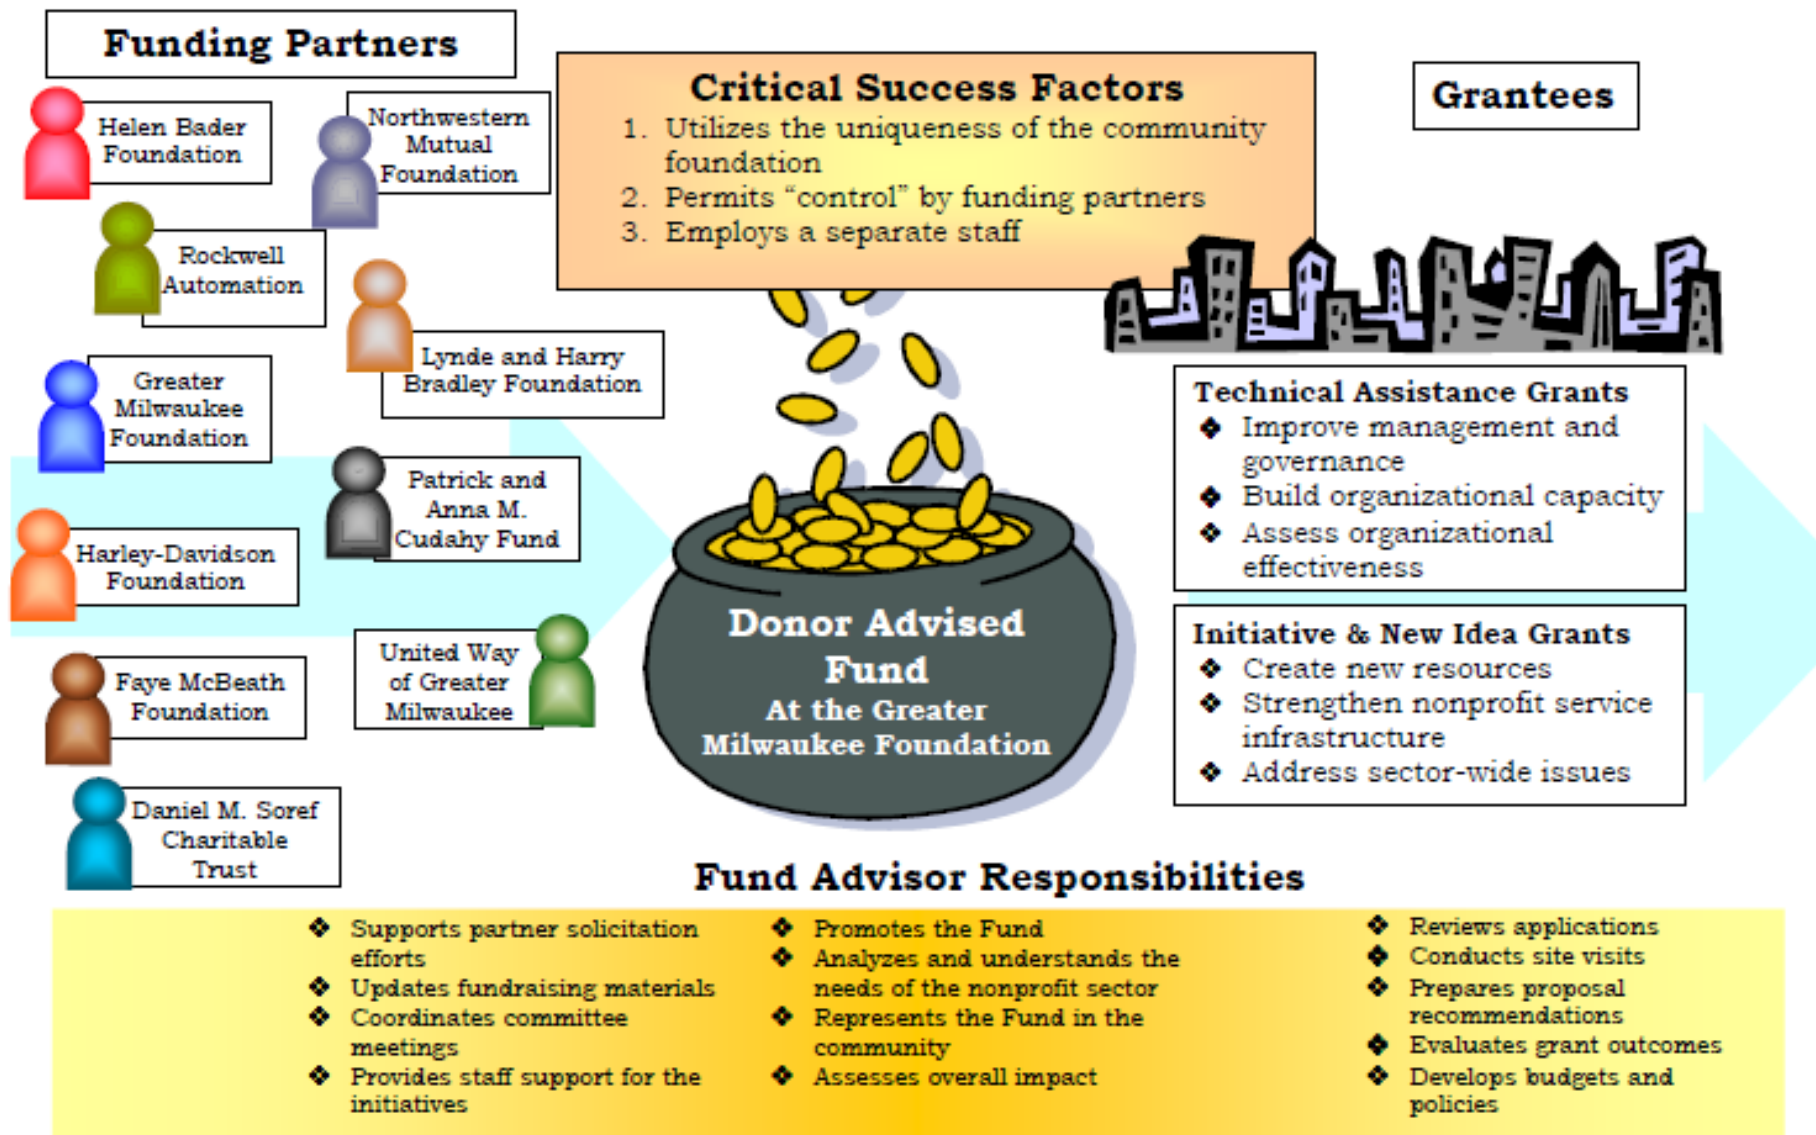 Funding Partners
Helen Bader
Foundation
Northwestern
Mutual
Foundation
Rockwell
Automation
Lynde and Harry
Bradley Foundation
Greater
Milwaukee
Foundation
Patrick and
Anna M.
Cudahy Fund
Harley-Davidson
Foundation
United Way
of Greater
Milwaukee
Faye McBeath
Foundation
Daniel M. Soref
Charitable
Trust
Critical Success Factors
1. Utilizes the uniqueness of the community
foundation
2. Permits “control” by funding partners
3. Employs a separate staff
Donor Advised
Fund
At the Greater
Milwaukee Foundation
Grantees
Technical Assistance Grants
❖ Improve management and
governance
❖ Build organizational capacity
❖ Assess organizational
effectiveness
Initiative & New Idea Grants
❖ Create new resources
❖ Strengthen nonprofit service
infrastructure
❖ Address sector-wide issues
Fund Advisor Responsibilities
❖ Supports partner solicitation
efforts
❖ Updates fundraising materials
❖ Coordinates committee
meetings
❖ Provides staff support for the
initiatives
❖ Promotes the Fund
❖ Analyzes and understands the
needs of the nonprofit sector
❖ Represents the Fund in the
community
❖ Assesses overall impact
❖ Reviews applications
❖ Conducts site visits
❖ Prepares proposal
recommendations
❖ Evaluates grant outcomes
❖ Develops budgets and
policies